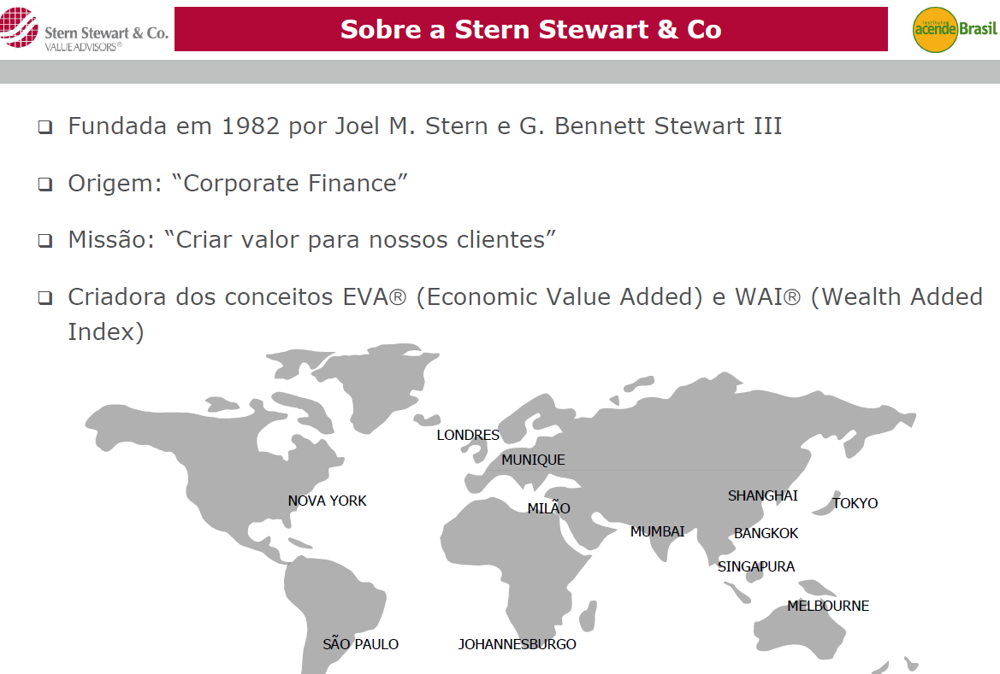 Stern Stewart & Co.
VALUE ADVISORS®
Sobre a Stern Stewart & Co
instituto
acende Brasil
❑ Fundada em 1982 por Joel M. Stern e G. Bennett Stewart III
❑ Origem: “Corporate Finance”
❑ Missão: “Criar valor para nossos clientes”
❑ Criadora dos conceitos EVA® (Economic Value Added) e WAI® (Wealth Added
Index)
LONDRES
MUNIQUE
NOVA YORK
MILÃO
SHANGHAI
TOKYO
MUMBAI
BANGKOK
SINGAPURA
MELBOURNE
SÃO PAULO
JOHANNESBURGO